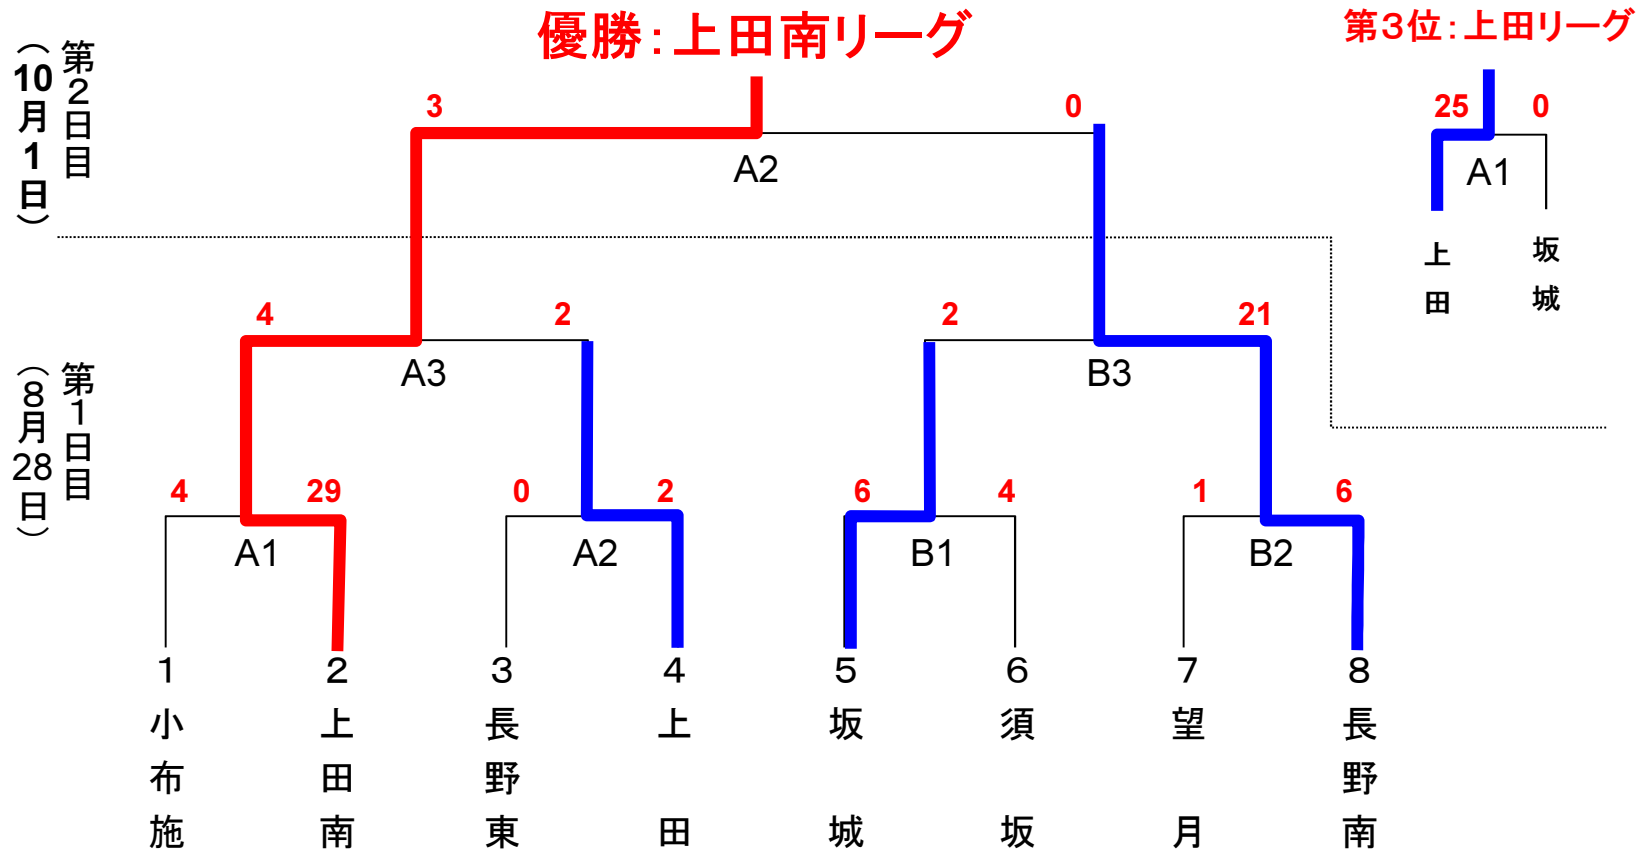 優勝：上田南リーグ
第３位：上田リーグ
第２日目
（10月１日）
3
0
A2
25
0
A1
上田
坂城
4
2
A3
2
21
B3
第１日目
（８月28日）
4
29
A1
0
2
A2
6
4
B1
1
6
B2
１
２
３
４
５
６
７
８
小布施
上田南
長野東
上田
坂城
須坂
望月
長野南